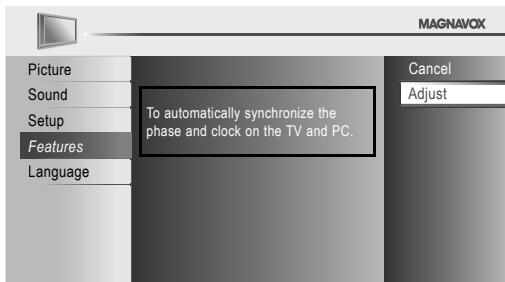 MAGNAVOX
Picture
Sound
Setup
Features
Language
To automatically synchronize the
phase and clock on the TV and PC.
Cancel
Adjust